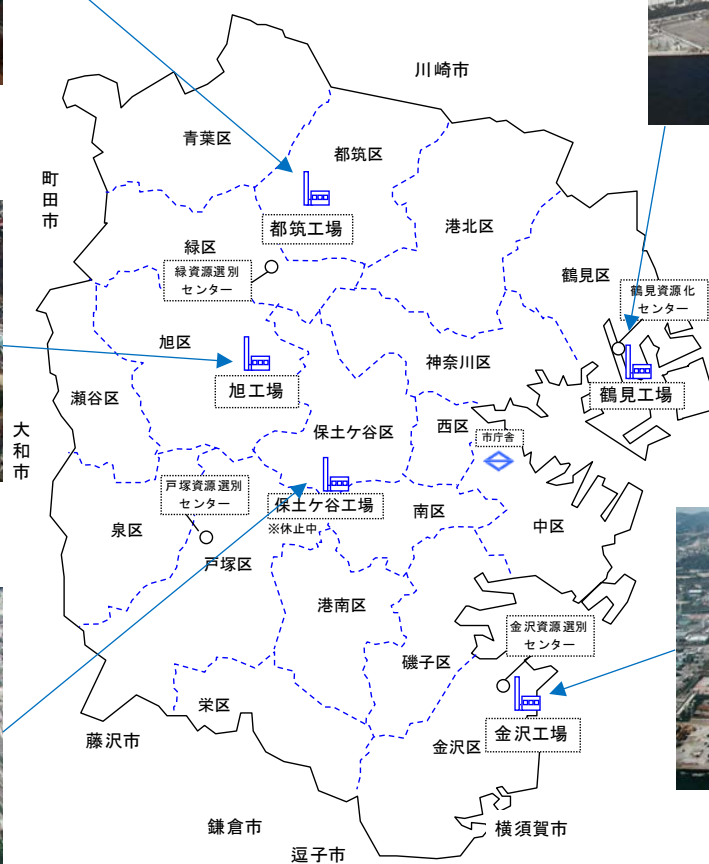 川崎市
青葉区
都筑区
町田市
都筑工場
港北区
緑区
鶴見区
緑資源選別
センター
鶴見資源化
センター
旭区
神奈川区
旭工場
鶴見工場
瀬谷区
大和市
保土ケ谷区
西区
市庁舎
戸塚資源選別
センター
保土ケ谷工場
※休止中
南区
中区
泉区
戸塚区
港南区
金沢資源選別
センター
磯子区
栄区
金沢工場
藤沢市
金沢区
鎌倉市
横須賀市
逗子市